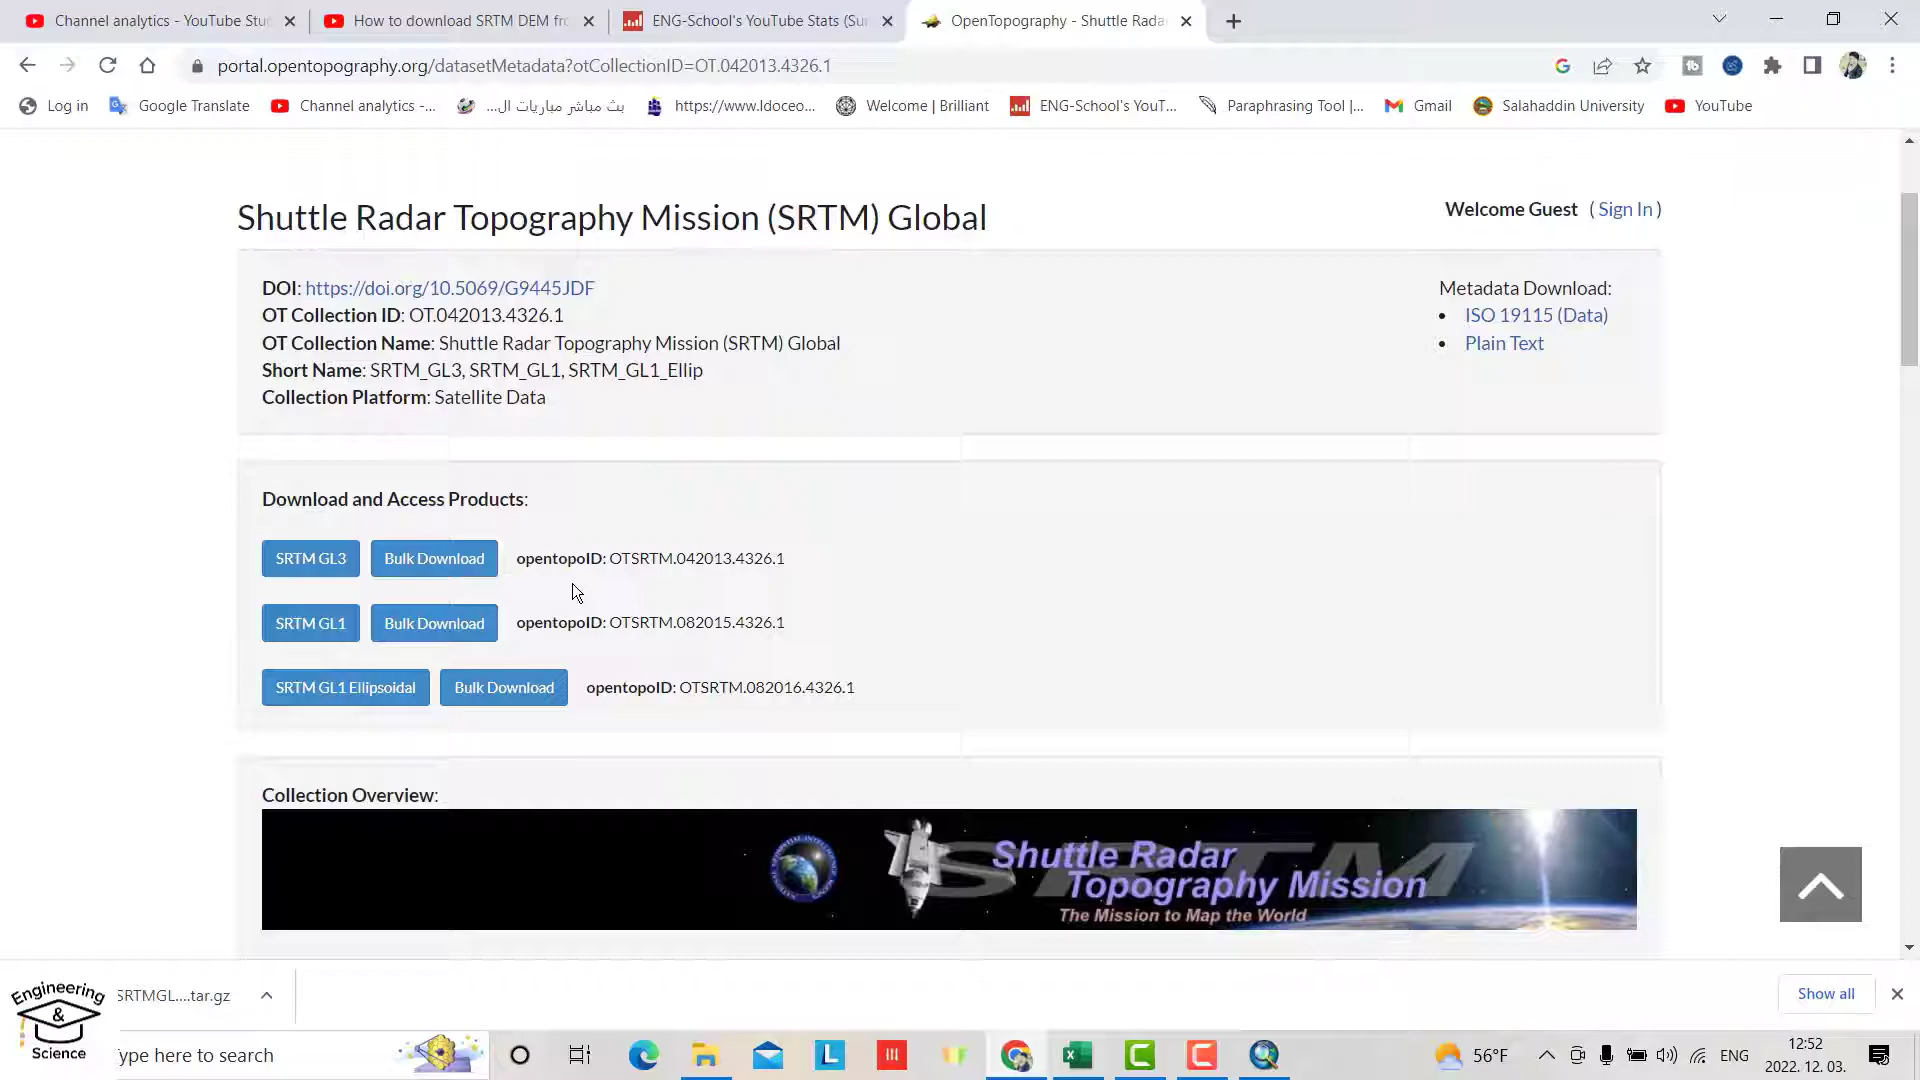 Channel analytics - YouTube Stu
How to download SRTM DEM fro
ENG-School's YouTube Stats (Sum
OpenTopography - Shuttle Radar
portal.opentopography.org/datasetMetadata?otCollectionID=OT.042013.4326.1
Log in
Google Translate
Channel analytics -...
بث مباشر مباريات ال...
https://www.ldoceo...
Welcome | Brilliant
ENG-School's YouT...
Paraphrasing Tool |...
Gmail
Salahaddin University
YouTube
Shuttle Radar Topography Mission (SRTM) Global
Welcome Guest ( Sign In )
DOI: https://doi.org/10.5069/G9445JDF
OT Collection ID: OT.042013.4326.1
OT Collection Name: Shuttle Radar Topography Mission (SRTM) Global
Short Name: SRTM_GL3, SRTM_GL1, SRTM_GL1_Ellip
Collection Platform: Satellite Data
Metadata Download:
• ISO 19115 (Data)
• Plain Text
Download and Access Products:
SRTM GL3 Bulk Download opentopoID: OTSRTM.042013.4326.1
SRTM GL1 Bulk Download opentopoID: OTSRTM.082015.4326.1
SRTM GL1 Ellipsoidal Bulk Download opentopoID: OTSRTM.082016.4326.1
Collection Overview:
SRTM
Shuttle Radar
Topography Mission
The Mission to Map the World
SRTMGL....tar.gz
Show all
Engineering
&
Science
Type here to search
56°F
ENG
12:52
2022. 12. 03.